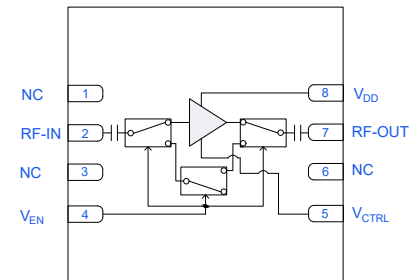 NC 1
8 VDD
RF-IN 2
7 RF-OUT
NC 3
6 NC
VEN 4
5 VCTRL